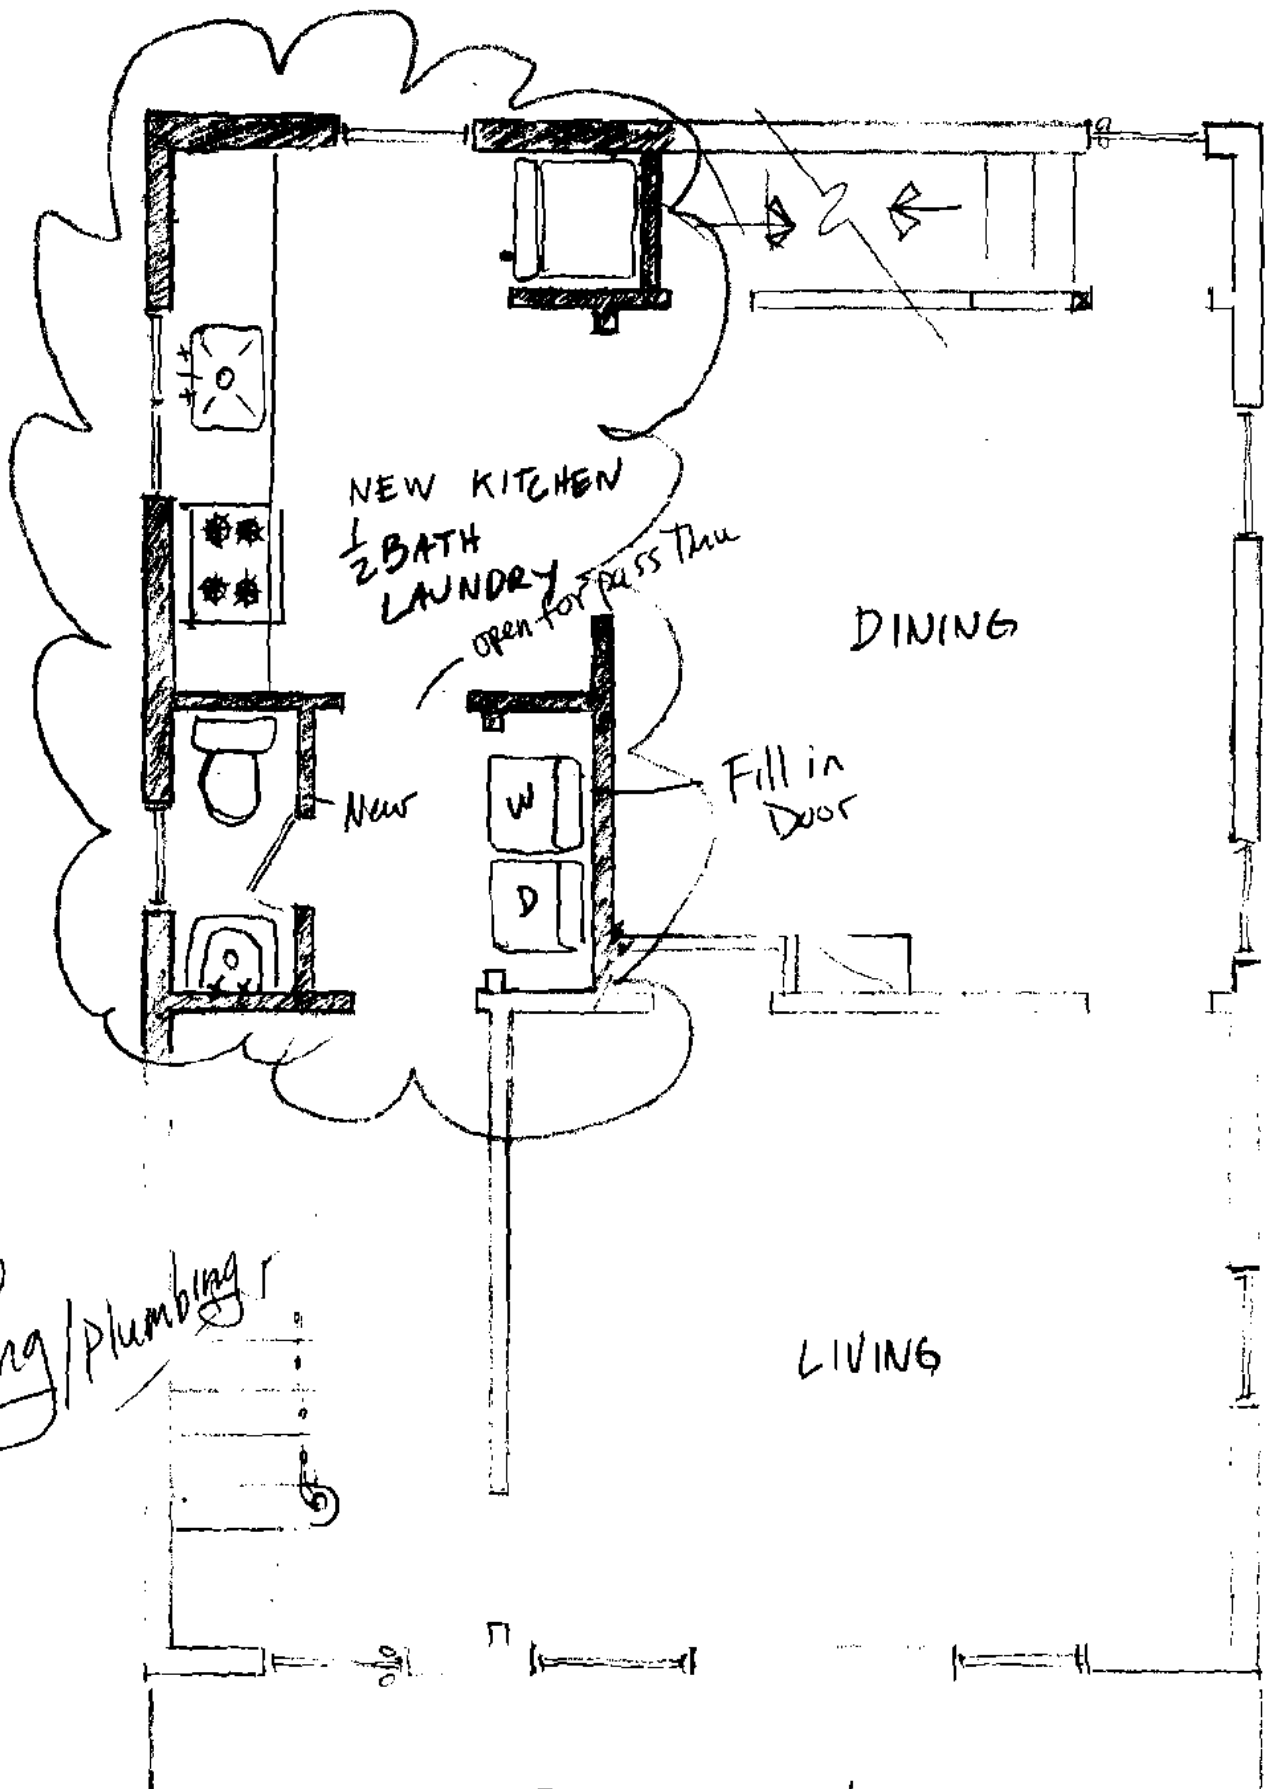 NEW KITCHEN
½ BATH
LAUNDRY
open for pass Thru
DINING
New
W
Fill in
Door
D
/plumbing
LIVING